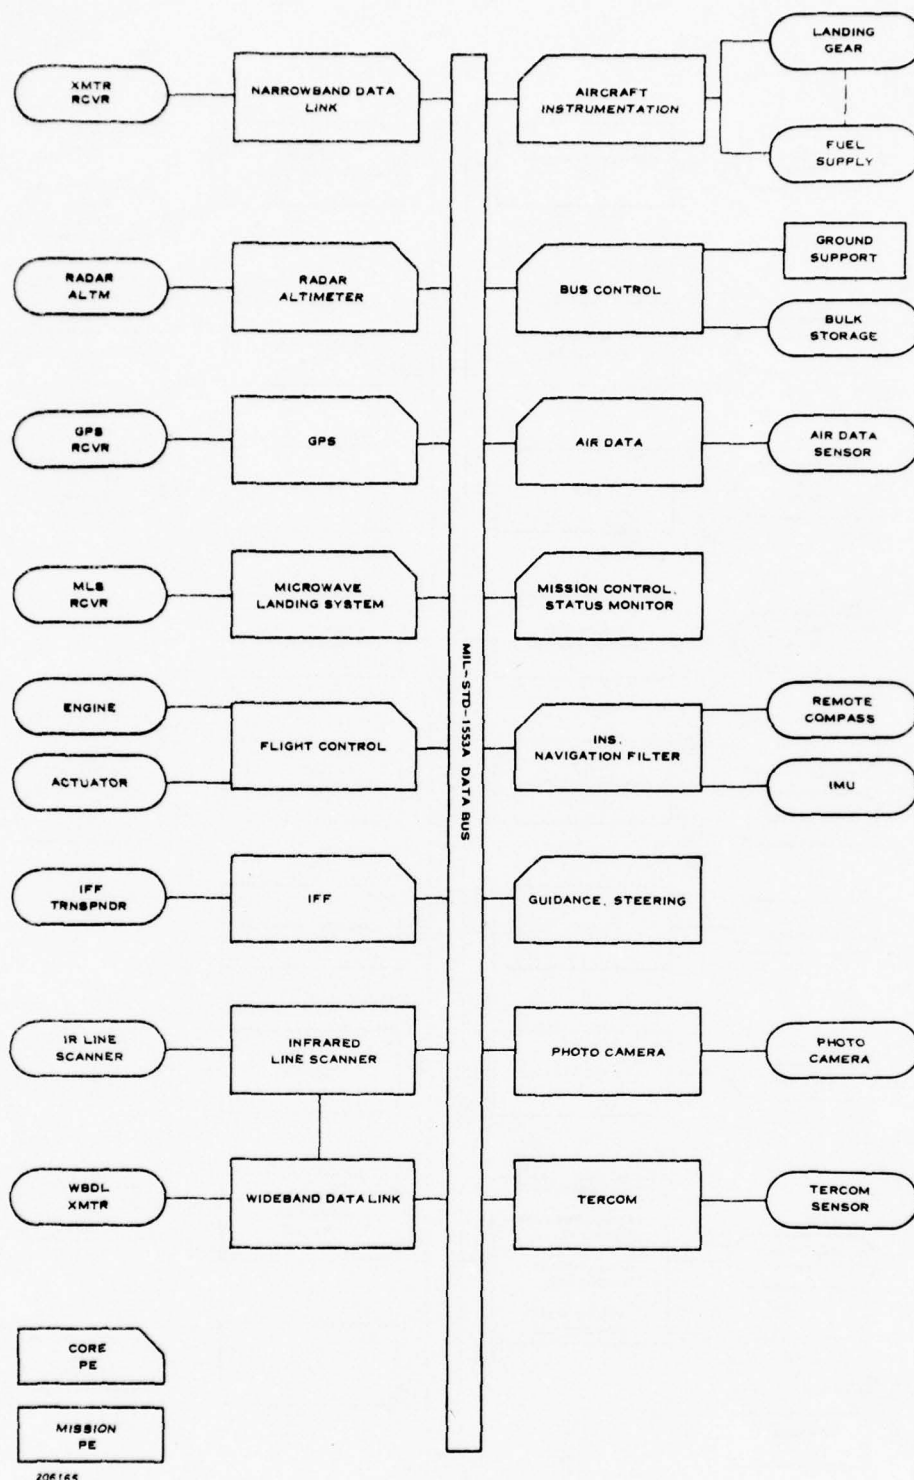 XMTR
RCVR
NARROWBAND DATA
LINK
AIRCRAFT
INSTRUMENTATION
LANDING
GEAR
FUEL
SUPPLY
RADAR
ALTM
RADAR
ALTIMETER
BUS CONTROL
GROUND
SUPPORT
BULK
STORAGE
GPS
RCVR
GPS
AIR DATA
AIR DATA
SENSOR
MLS
RCVR
MICROWAVE
LANDING SYSTEM
MISSION CONTROL,
STATUS MONITOR
MIL-STD-1553A DATA BUS
ENGINE
ACTUATOR
FLIGHT CONTROL
INS,
NAVIGATION FILTER
REMOTE
COMPASS
IMU
IFF
TRNSPNDR
IFF
GUIDANCE, STEERING
IR LINE
SCANNER
INFRARED
LINE SCANNER
PHOTO CAMERA
PHOTO
CAMERA
WBDL
XMTR
WIDEBAND DATA LINK
TERCOM
TERCOM
SENSOR
CORE
PE
MISSION
PE
206165